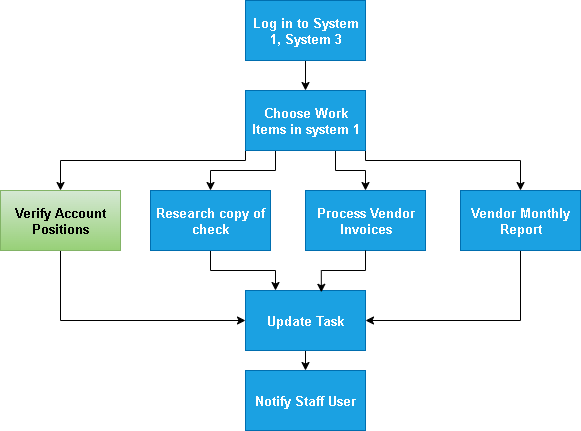 Log in to System
1, System 3
Choose Work
Items in system 1
Verify Account
Positions
Research copy of
check
Process Vendor
Invoices
Vendor Monthly
Report
Update Task
Notify Staff User